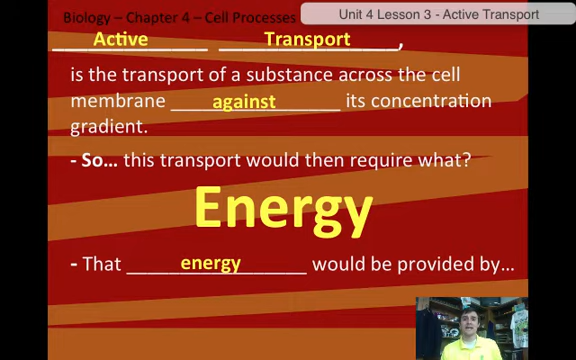 Biology – Chapter 4 – Cell Processes
Unit 4 Lesson 3 - Active Transport
Active Transport,
is the transport of a substance across the cell
membrane against its concentration
gradient.
- So... this transport would then require what?
Energy
- That energy would be provided by...